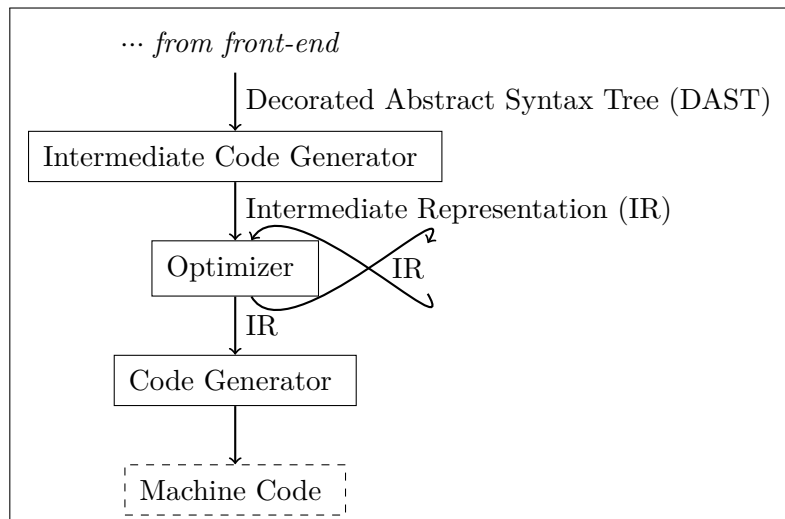 ... from front-end
Decorated Abstract Syntax Tree (DAST)
Intermediate Code Generator
Intermediate Representation (IR)
Optimizer
IR
IR
Code Generator
Machine Code